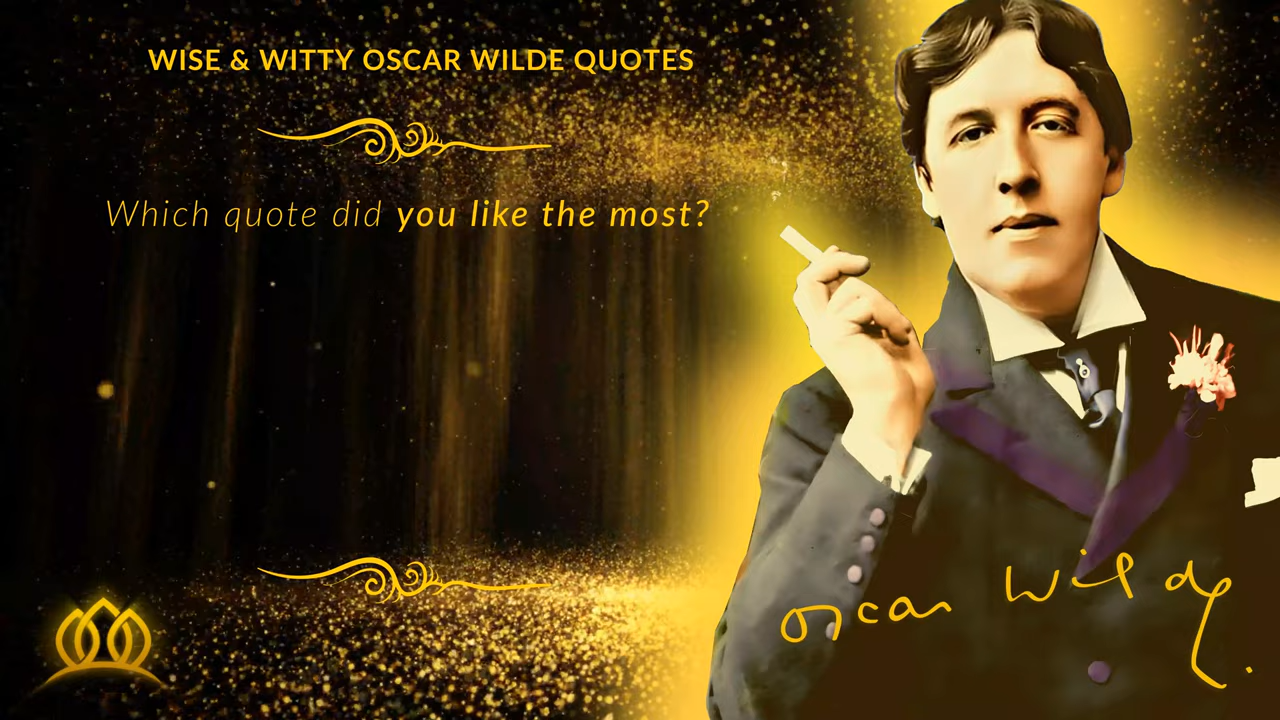 WISE & WITTY OSCAR WILDE QUOTES
Which quote did you like the most?
Oscar Wilde.